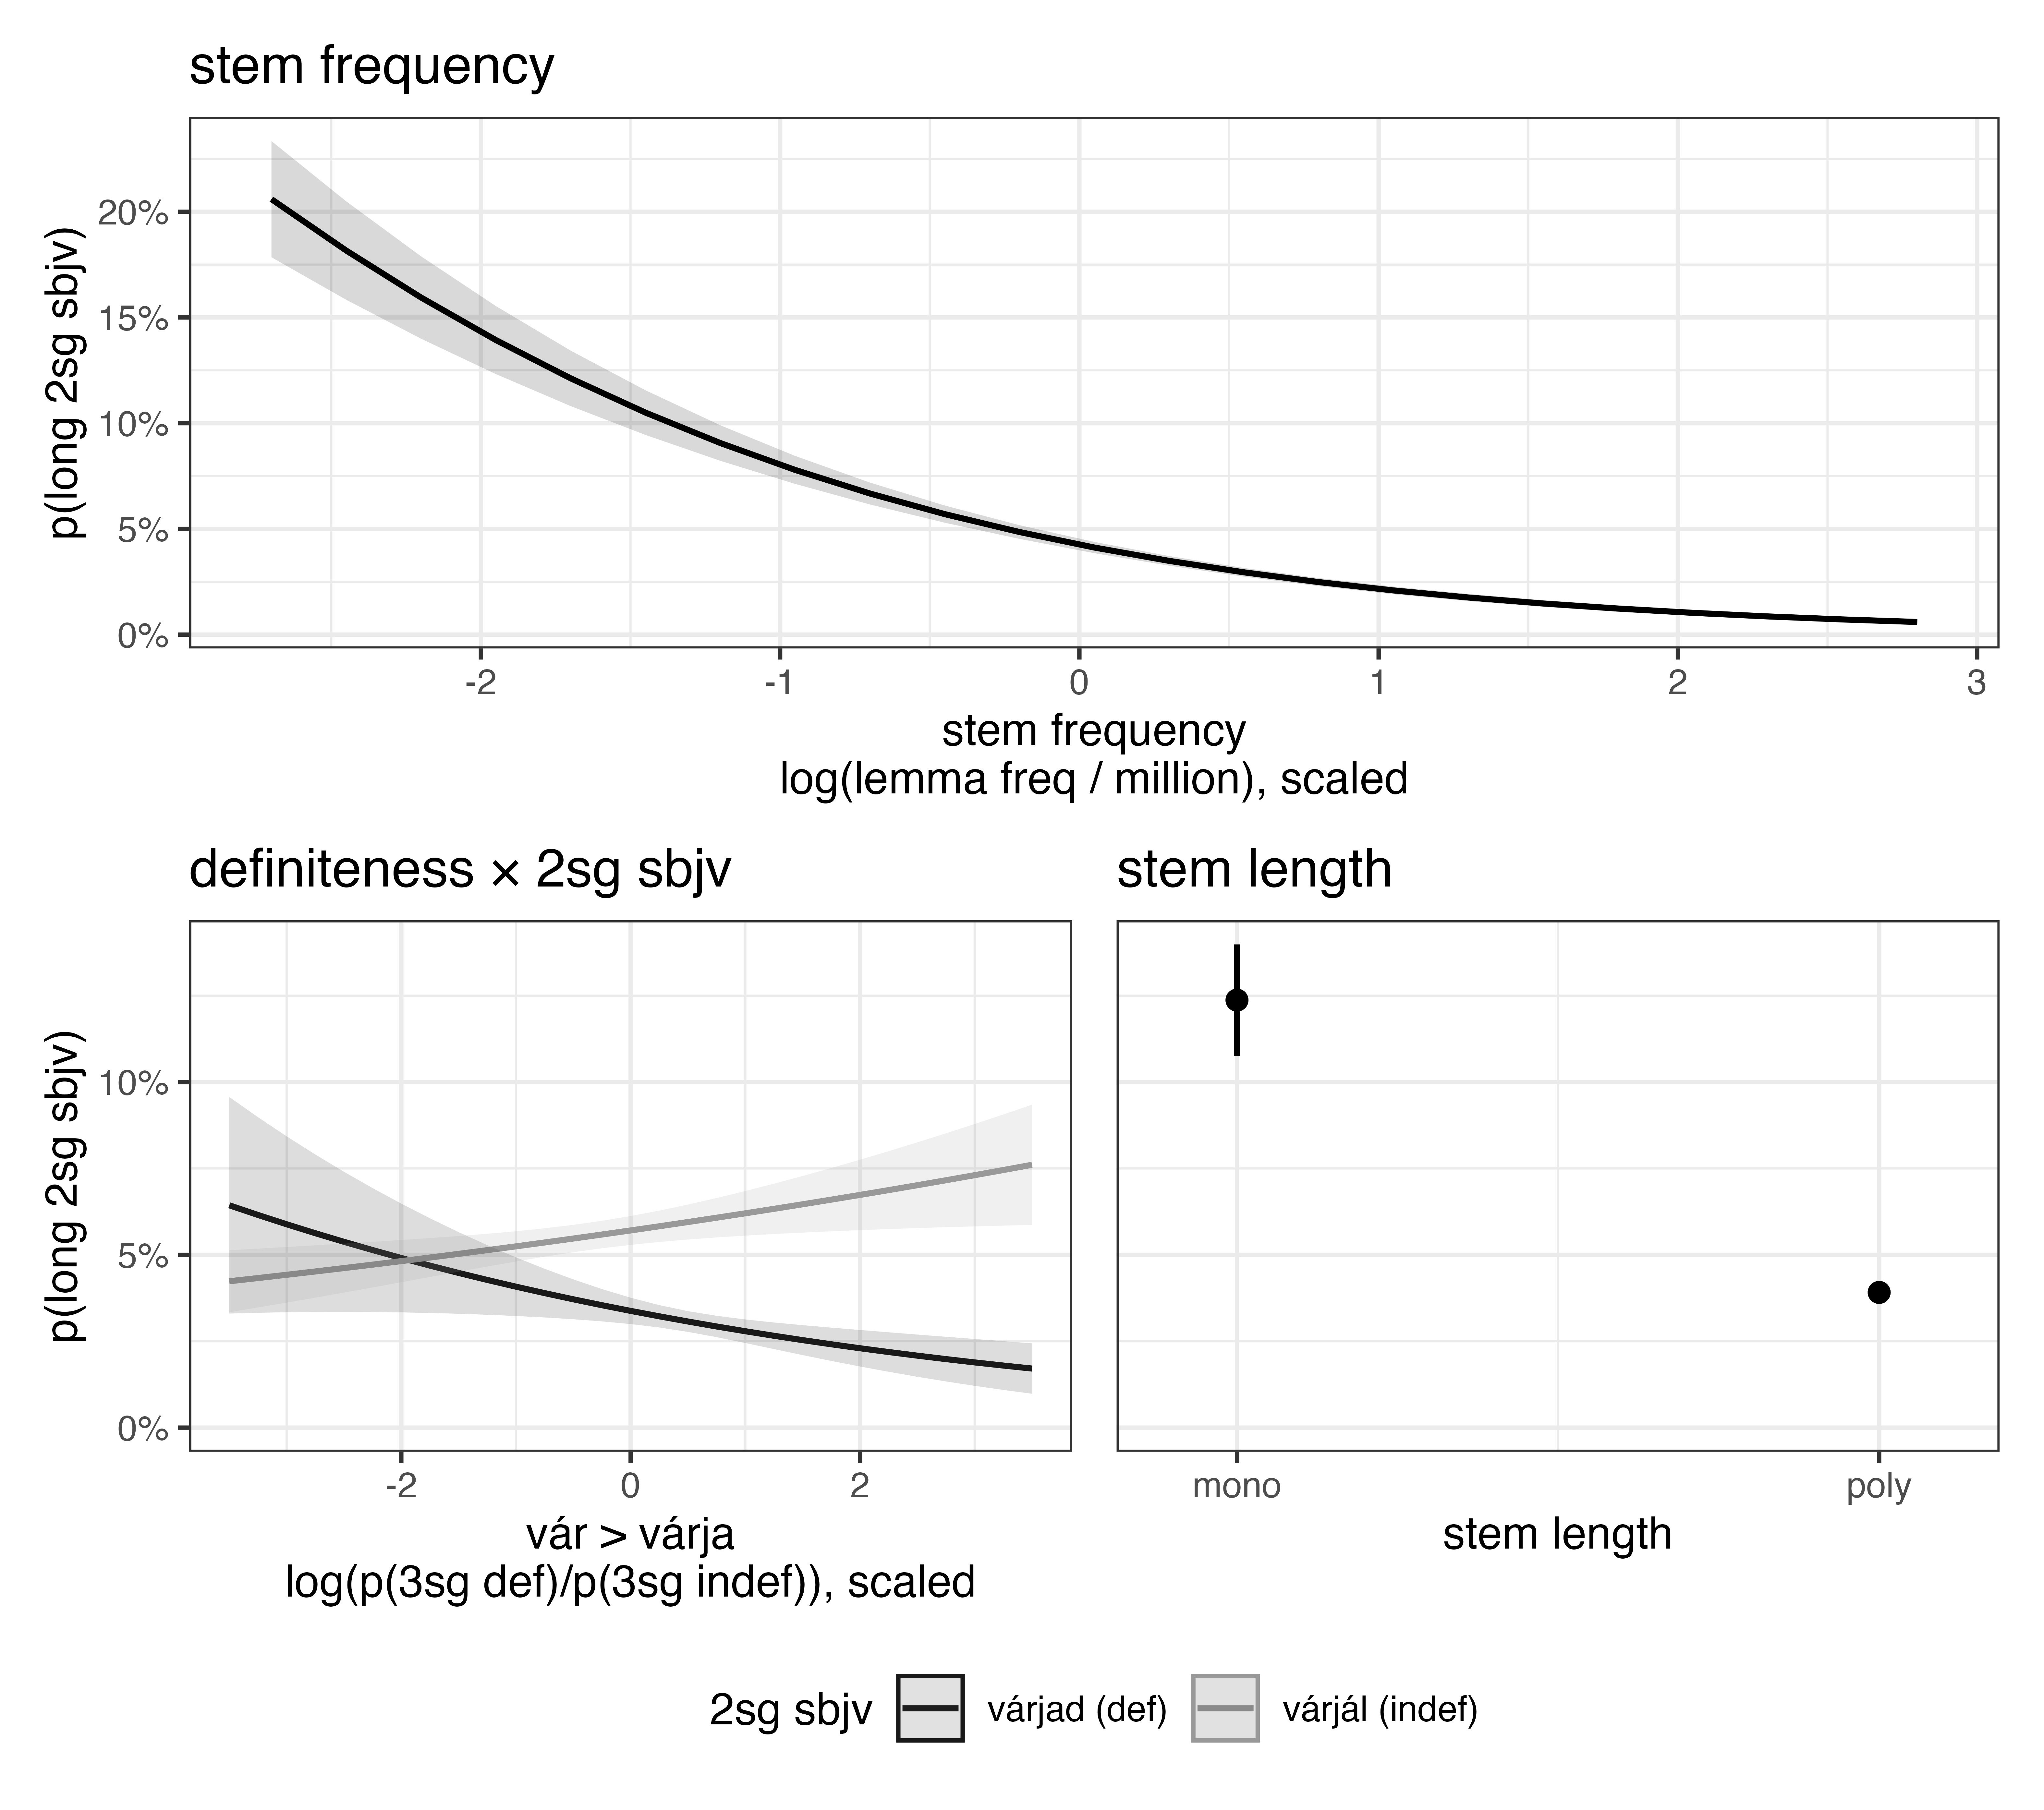 stem frequency
p(long 2sg sbjv)
20%
15%
10%
5%
0%
-2
-1
0
1
2
3
stem frequency
log(lemma freq / million), scaled
definiteness × 2sg sbjv
p(long 2sg sbjv)
10%
5%
0%
-2
0
2
vár > várja
log(p(3sg def)/p(3sg indef)), scaled
stem length
mono
poly
stem length
2sg sbjv
várjad (def)
várjál (indef)